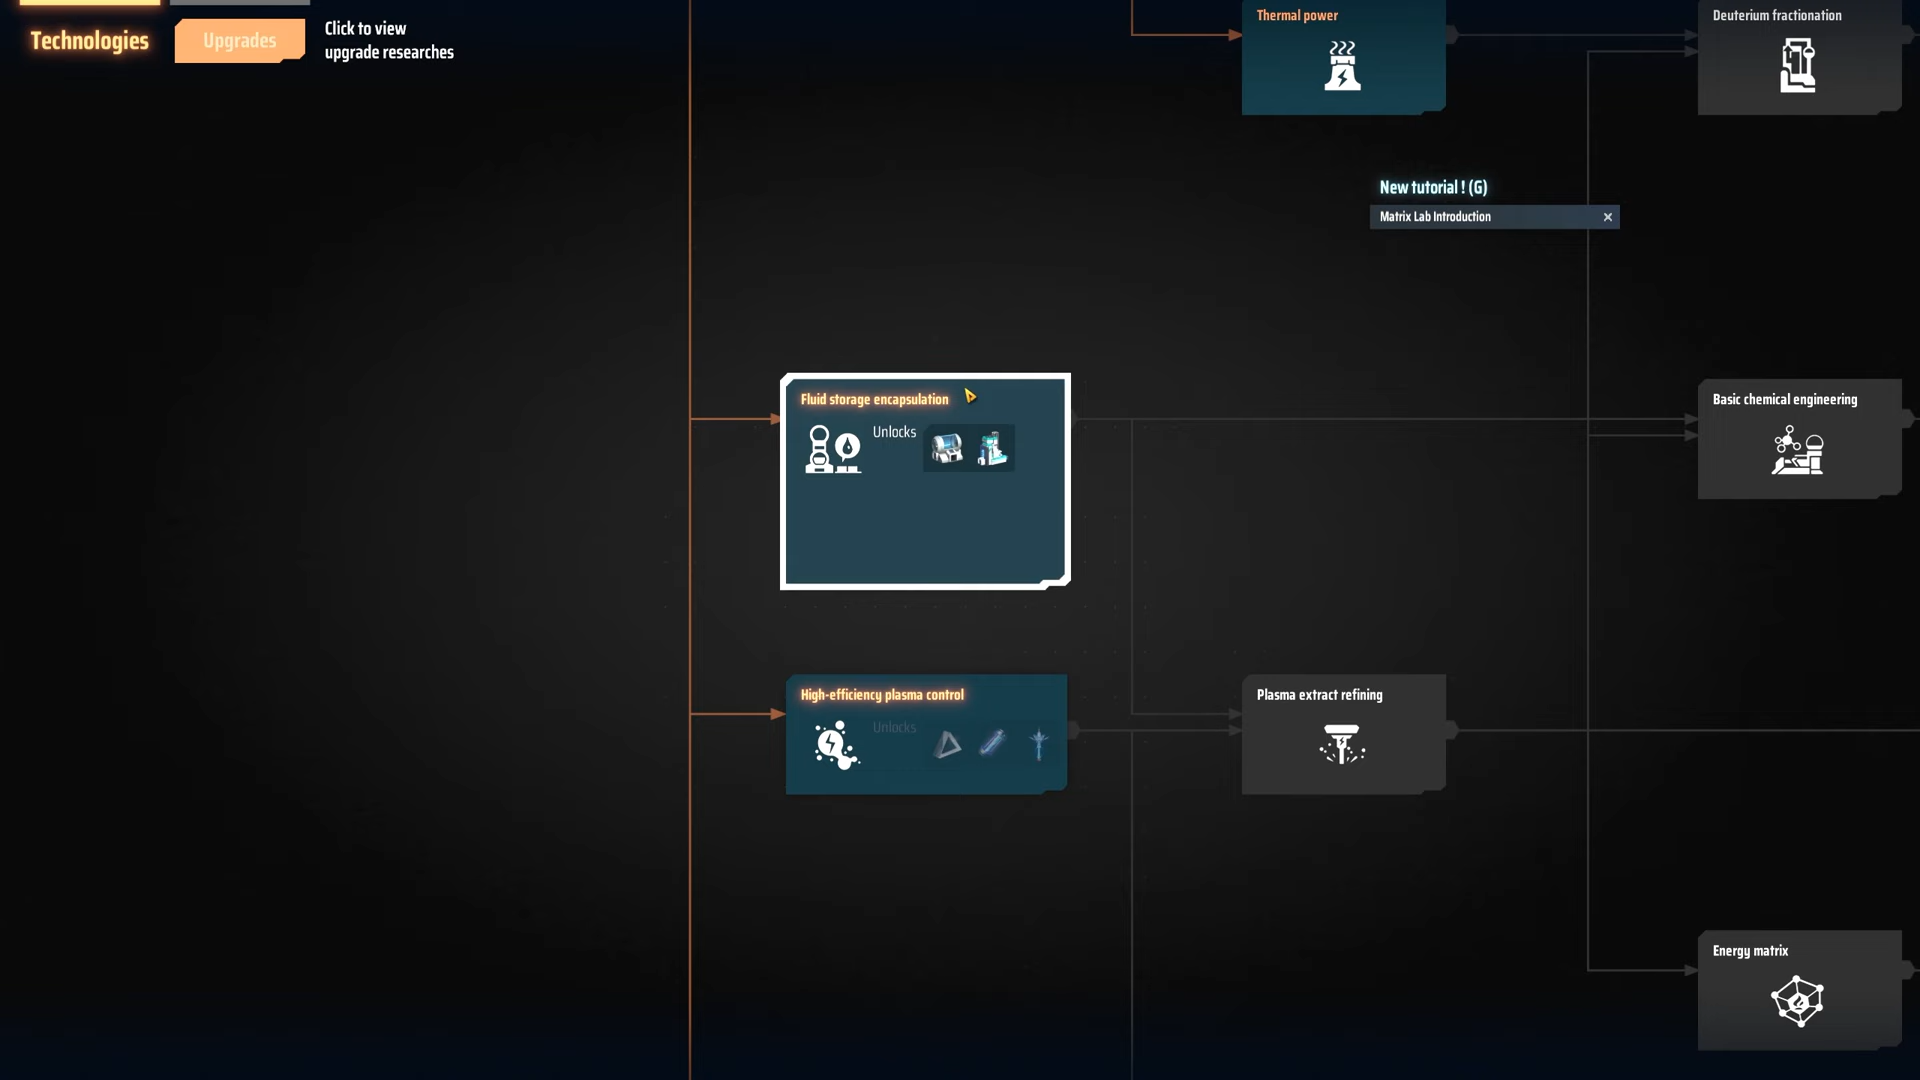 Technologies
Upgrades
Click to view
upgrade researches
Thermal power
Deuterium fractionation
New tutorial ! (G)
Matrix Lab Introduction
Fluid storage encapsulation
Unlocks
Basic chemical engineering
High-efficiency plasma control
Unlocks
Plasma extract refining
Energy matrix